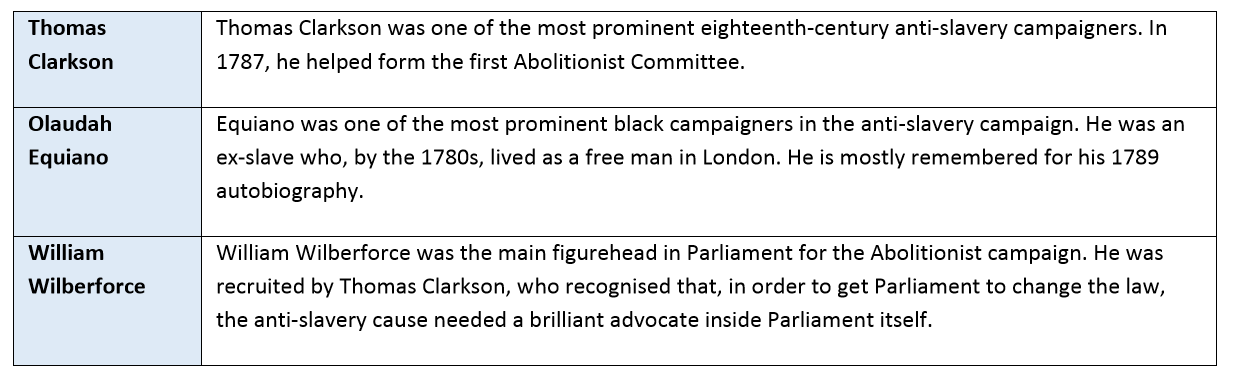 Thomas
Clarkson
Thomas Clarkson was one of the most prominent eighteenth-century anti-slavery campaigners. In
1787, he helped form the first Abolitionist Committee.
Olaudah
Equiano
Equiano was one of the most prominent black campaigners in the anti-slavery campaign. He was an
ex-slave who, by the 1780s, lived as a free man in London. He is mostly remembered for his 1789
autobiography.
William
Wilberforce
William Wilberforce was the main figurehead in Parliament for the Abolitionist campaign. He was
recruited by Thomas Clarkson, who recognised that, in order to get Parliament to change the law,
the anti-slavery cause needed a brilliant advocate inside Parliament itself.